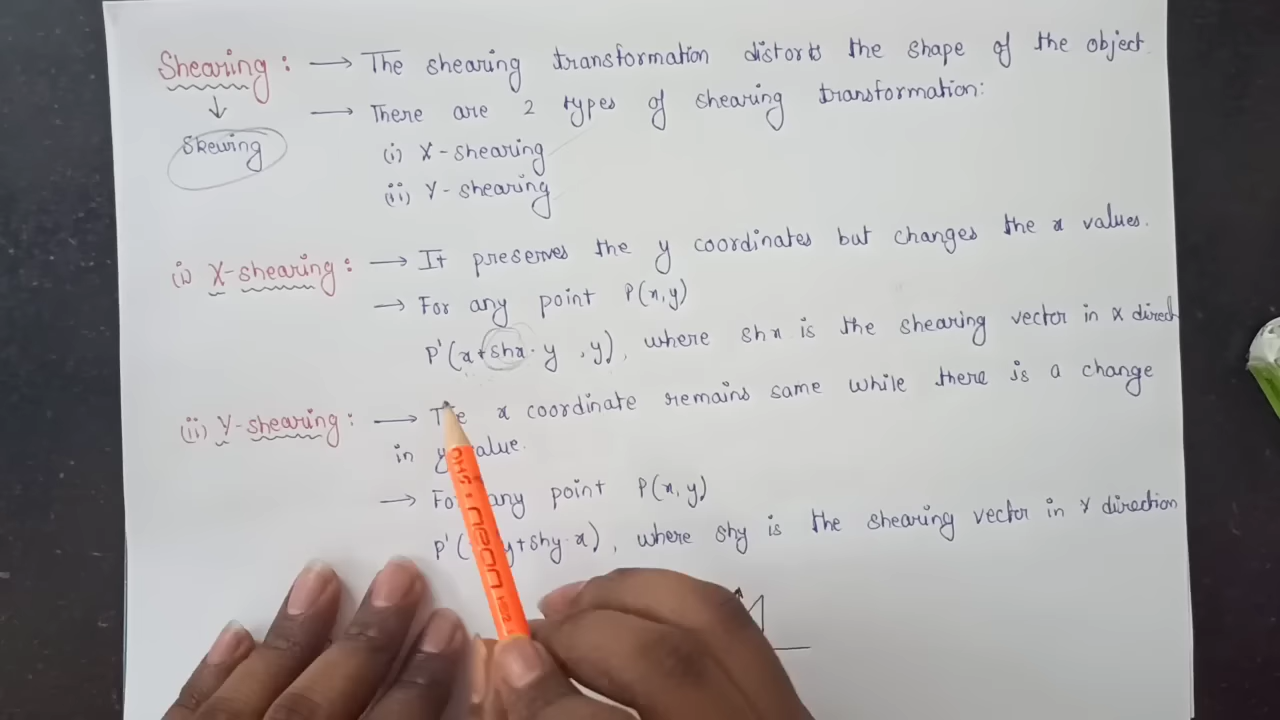 Shearing : → The shearing transformation distorts the shape of the object.
↓ → There are 2 types of shearing transformation:
Skewing
(i) X-shearing
(ii) Y-shearing
(i) X-shearing : → It preserves the y coordinates but changes the x values.
→ For any point P(x,y)
P'(x+shx·y , y), where shx is the shearing vector in X direct
(ii) Y-shearing : → The x coordinate remains same while there is a change
in y value.
→ For any point P(x,y)
P'( y+shy·x), where shy is the shearing vector in Y direction
neon